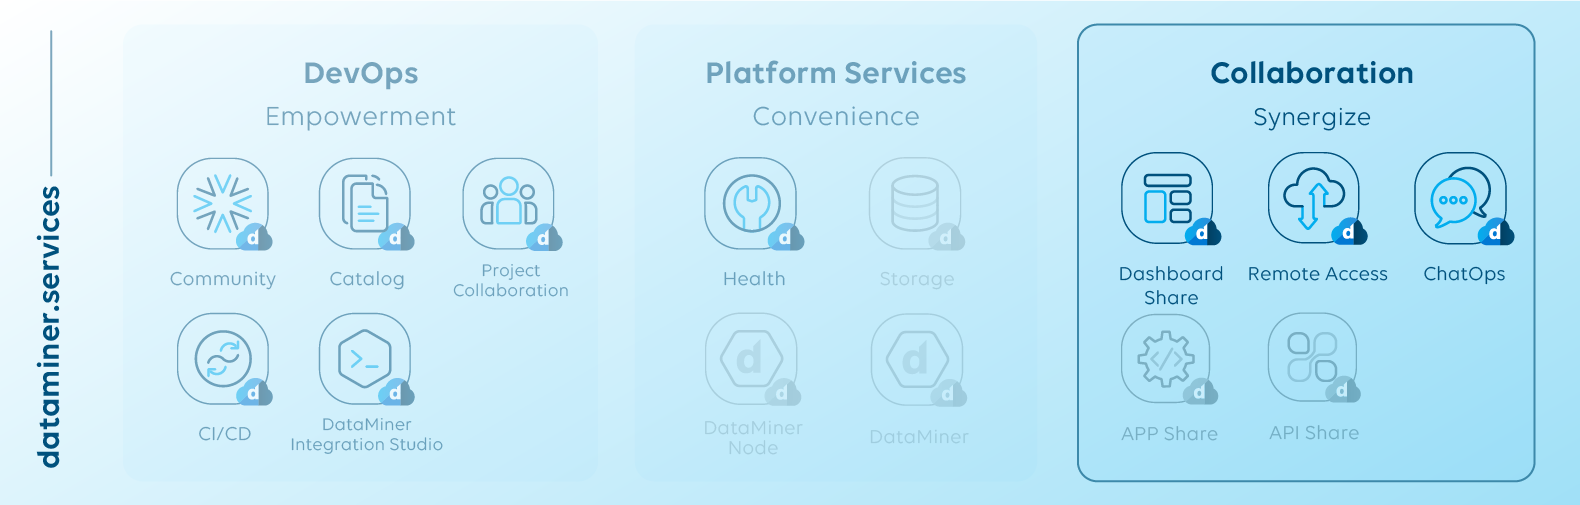 dataminer.services
DevOps
Empowerment
Community
Catalog
Project
Collaboration
CI/CD
DataMiner
Integration Studio
Platform Services
Convenience
Health
Storage
DataMiner
Node
DataMiner
Collaboration
Synergize
Dashboard
Share
Remote Access
ChatOps
APP Share
API Share